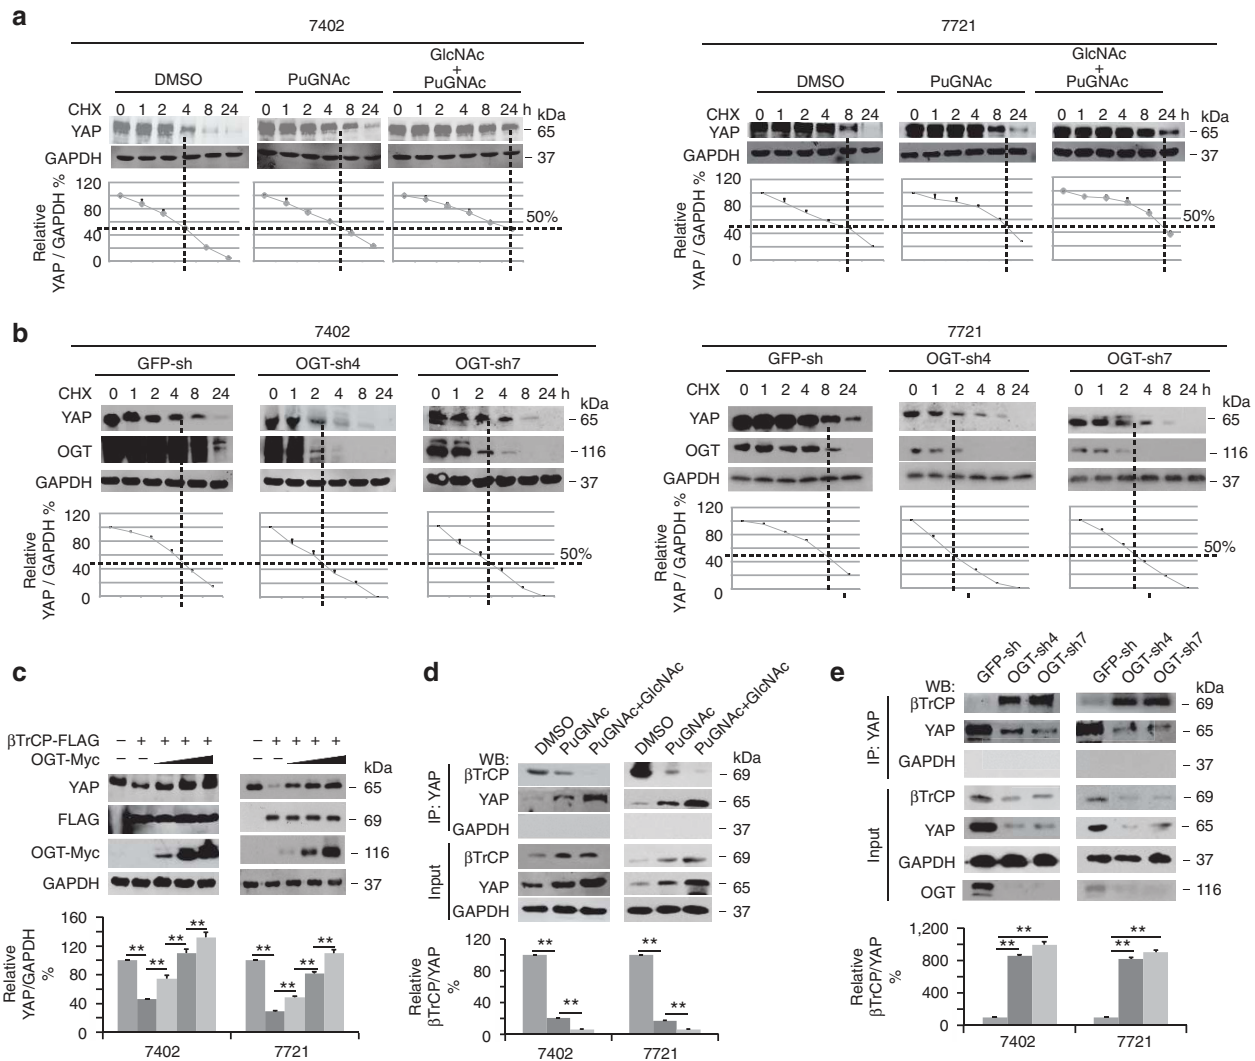 a
7402
DMSO PuGNAc GlcNAc + PuGNAc
CHX 0 1 2 4 8 24 0 1 2 4 8 24 0 1 2 4 8 24 h kDa
YAP – 65
GAPDH – 37
Relative YAP / GAPDH %
120
80
40
0
50%
7721
DMSO PuGNAc GlcNAc + PuGNAc
CHX 0 1 2 4 8 24 0 1 2 4 8 24 0 1 2 4 8 24 h kDa
YAP – 65
GAPDH – 37
Relative YAP / GAPDH %
120
80
40
0
50%
b
7402
GFP-sh OGT-sh4 OGT-sh7
CHX 0 1 2 4 8 24 0 1 2 4 8 24 0 1 2 4 8 24 h
kDa
YAP – 65
OGT – 116
GAPDH – 37
Relative YAP / GAPDH %
120
80
40
0
50%
7721
GFP-sh OGT-sh4 OGT-sh7
CHX 0 1 2 4 8 24 0 1 2 4 8 24 0 1 2 4 8 24 h
kDa
YAP – 65
OGT – 116
GAPDH – 37
Relative YAP / GAPDH %
120
80
40
0
50%
c
βTrCP-FLAG – + + + + – + + + +
OGT-Myc – – – –
kDa
YAP – 65
FLAG – 69
OGT-Myc – 116
GAPDH – 37
Relative YAP/GAPDH %
160
120
80
40
0
** ** ** ** ** ** ** **
7402 7721
d
DMSO PuGNAc PuGNAc+GlcNAc DMSO PuGNAc PuGNAc+GlcNAc
WB: kDa
IP: YAP
βTrCP – 69
YAP – 65
GAPDH – 37
Input
βTrCP – 69
YAP – 65
GAPDH – 37
Relative βTrCP/YAP %
120
80
40
0
** ** ** **
7402 7721
e
GFP-sh OGT-sh4 OGT-sh7 GFP-sh OGT-sh4 OGT-sh7
WB: kDa
IP: YAP
βTrCP – 69
YAP – 65
GAPDH – 37
Input
βTrCP – 69
YAP – 65
GAPDH – 37
OGT – 116
Relative βTrCP/YAP %
1,200
800
400
0
** ** ** **
7402 7721